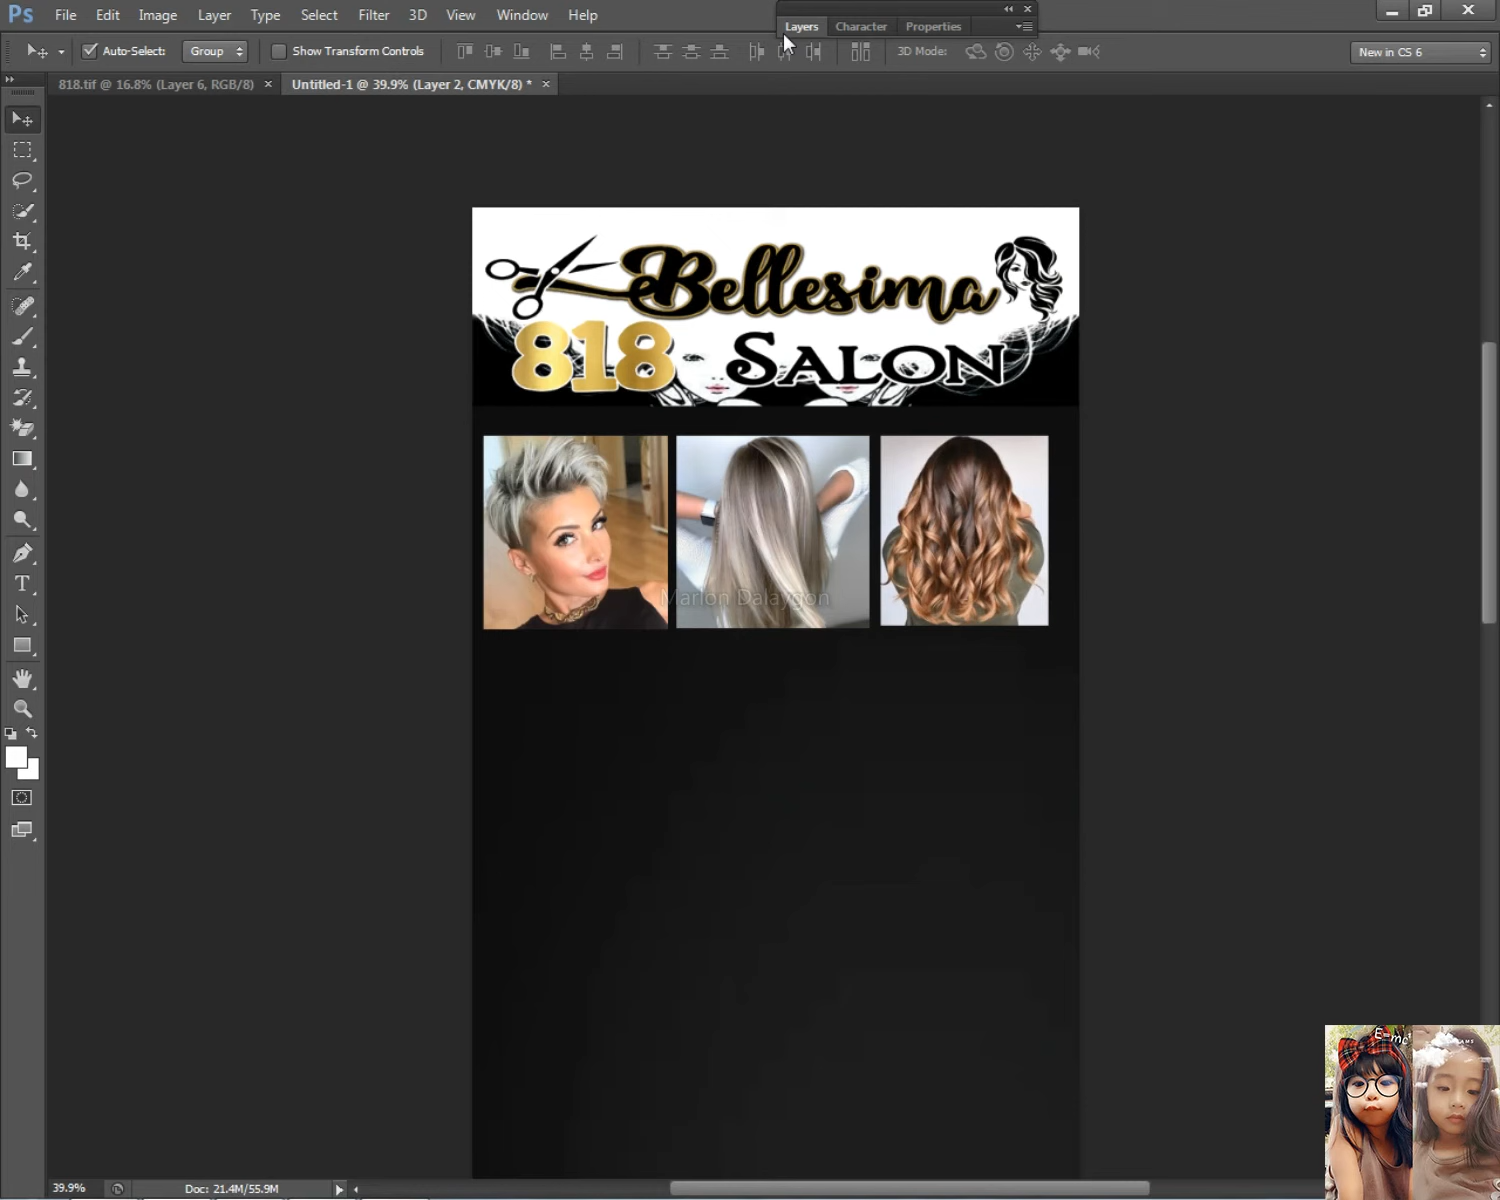 Ps File Edit Image Layer Type Select Filter 3D View Window Help
Layers Character Properties
Auto-Select: Group Show Transform Controls 3D Mode: New in CS 6
818.tif @ 16.8% (Layer 6, RGB/8) × Untitled-1 @ 39.9% (Layer 2, CMYK/8) * ×
Bellesima
818 SALON
Marlon Dalaygon
E=mc²
39.9% Doc: 21.4M/55.9M